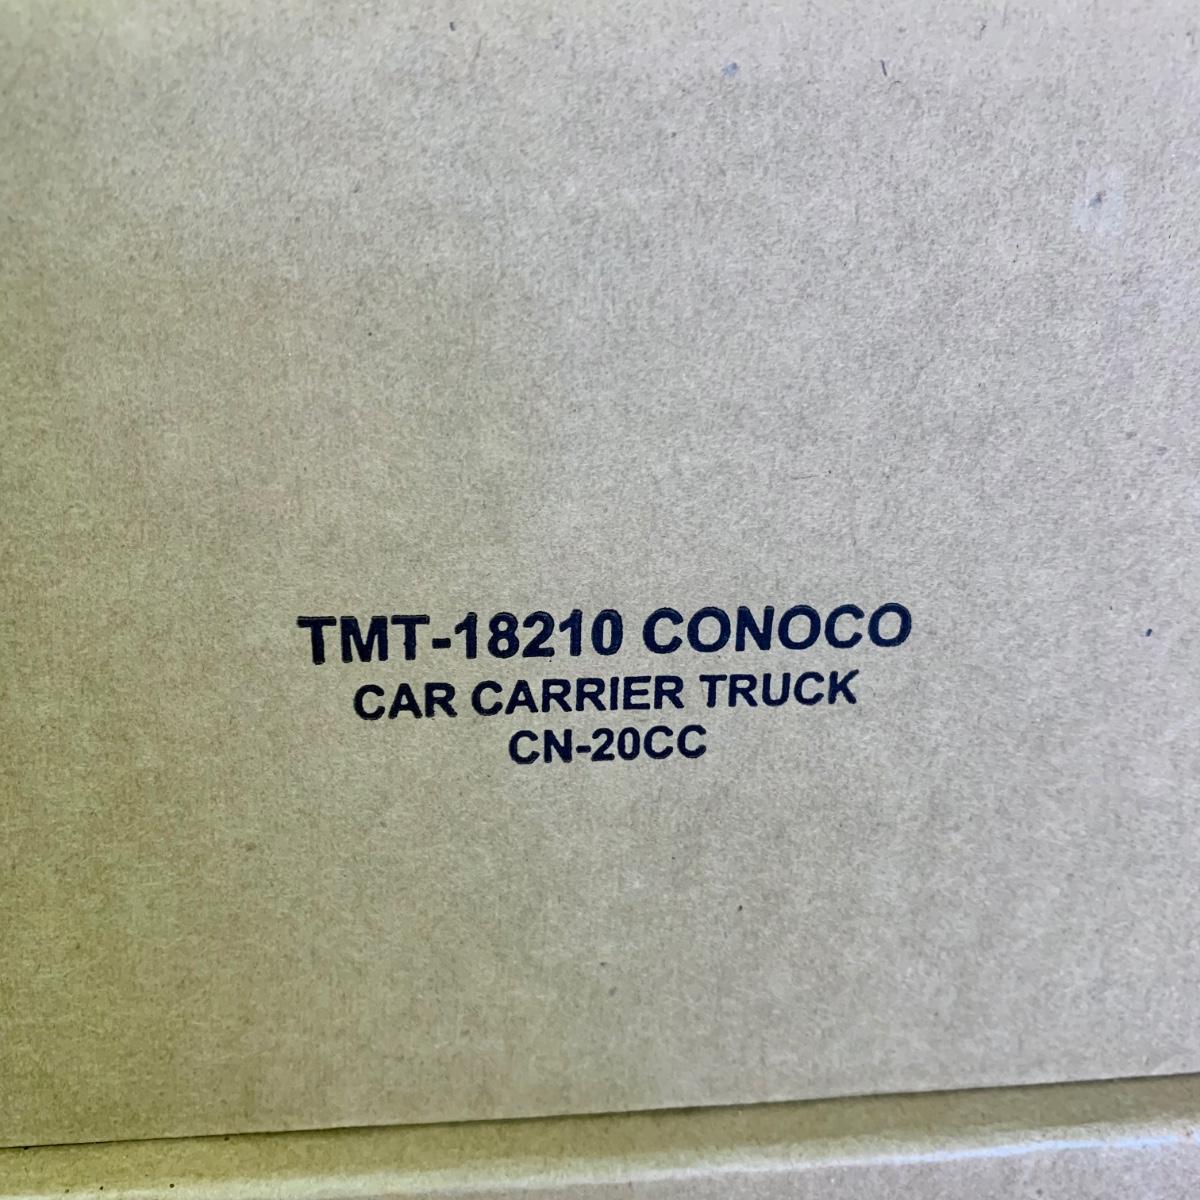 TMT-18210 CONOCO
CAR CARRIER TRUCK
CN-20CC